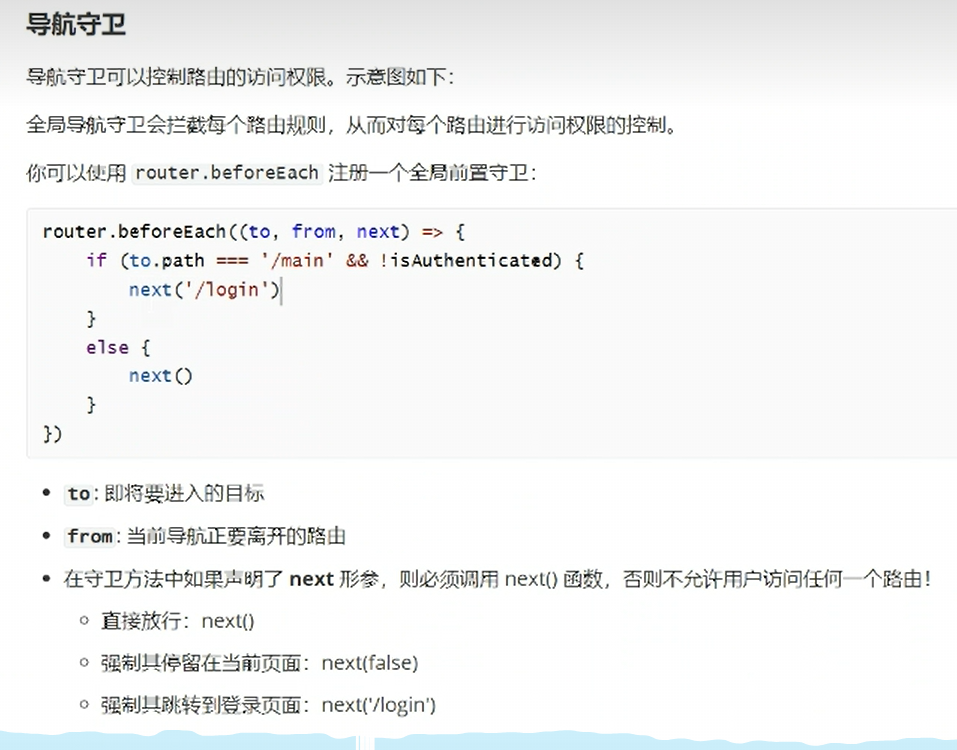 导航守卫
导航守卫可以控制路由的访问权限。示意图如下：
全局导航守卫会拦截每个路由规则，从而对每个路由进行访问权限的控制。
你可以使用 router.beforeEach 注册一个全局前置守卫：
router.beforeEach((to, from, next) => {
    if (to.path === '/main' && !isAuthenticated) {
        next('/login')
    }
    else {
        next()
    }
})
• to: 即将要进入的目标
• from: 当前导航正要离开的路由
• 在守卫方法中如果声明了 next 形参，则必须调用 next() 函数，否则不允许用户访问任何一个路由！
◦ 直接放行：next()
◦ 强制其停留在当前页面：next(false)
◦ 强制其跳转到登录页面：next('/login')